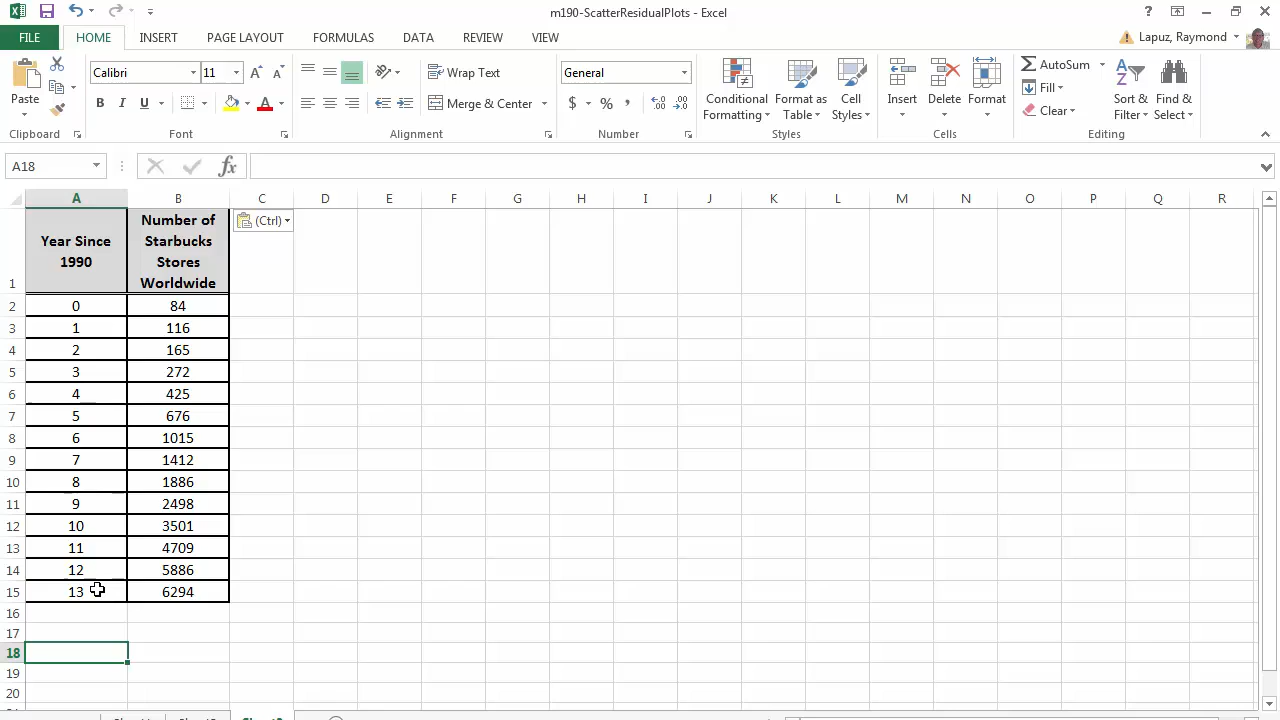 m190-ScatterResidualPlots - Excel
FILE HOME INSERT PAGE LAYOUT FORMULAS DATA REVIEW VIEW Lapuz, Raymond
Calibri 11 Wrap Text General AutoSum
Paste Merge & Center Conditional Formatting Format as Table Cell Styles Insert Delete Format Fill Clear Sort & Filter Find & Select
Clipboard Font Alignment Number Styles Cells Editing
A18 fx
A B C D E F G H I J K L M N O P Q R
1 Year Since 1990 Number of Starbucks Stores Worldwide (Ctrl)
2 0 84
3 1 116
4 2 165
5 3 272
6 4 425
7 5 676
8 6 1015
9 7 1412
10 8 1886
11 9 2498
12 10 3501
13 11 4709
14 12 5886
15 13 6294
16
17
18
19
20